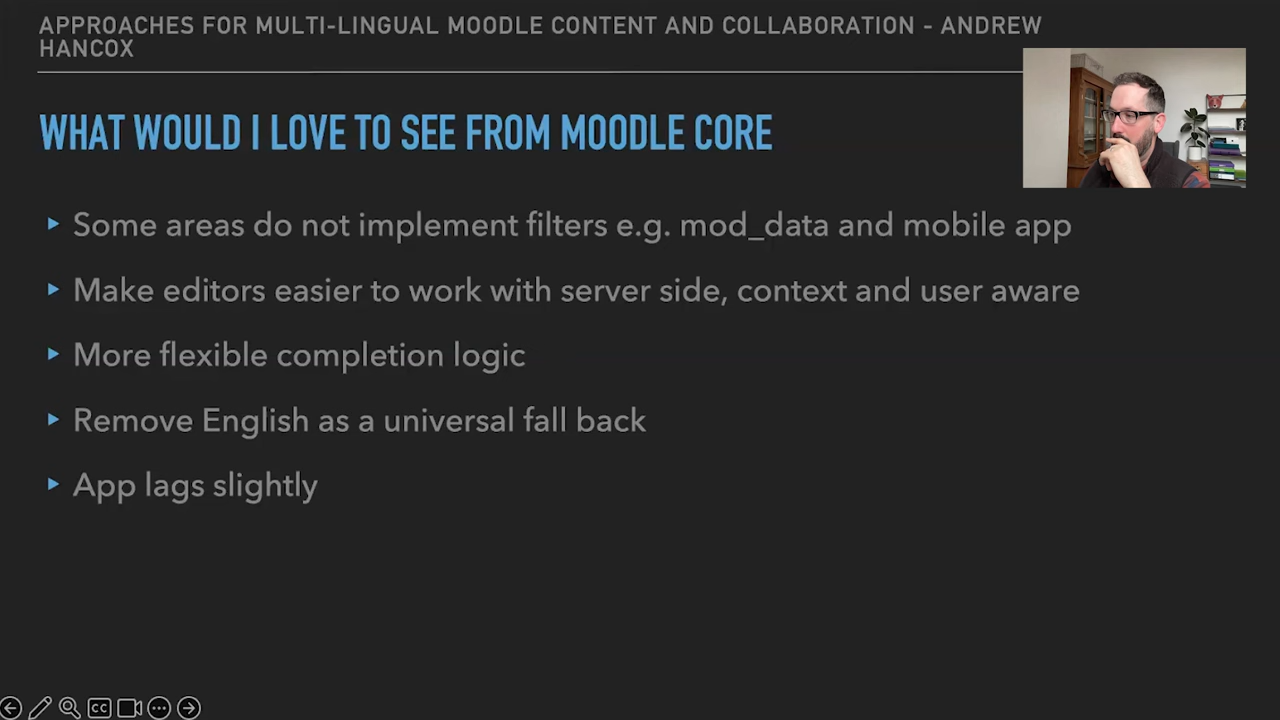 APPROACHES FOR MULTI-LINGUAL MOODLE CONTENT AND COLLABORATION - ANDREW
HANCOX
WHAT WOULD I LOVE TO SEE FROM MOODLE CORE
Some areas do not implement filters e.g. mod_data and mobile app
Make editors easier to work with server side, context and user aware
More flexible completion logic
Remove English as a universal fall back
App lags slightly
CC